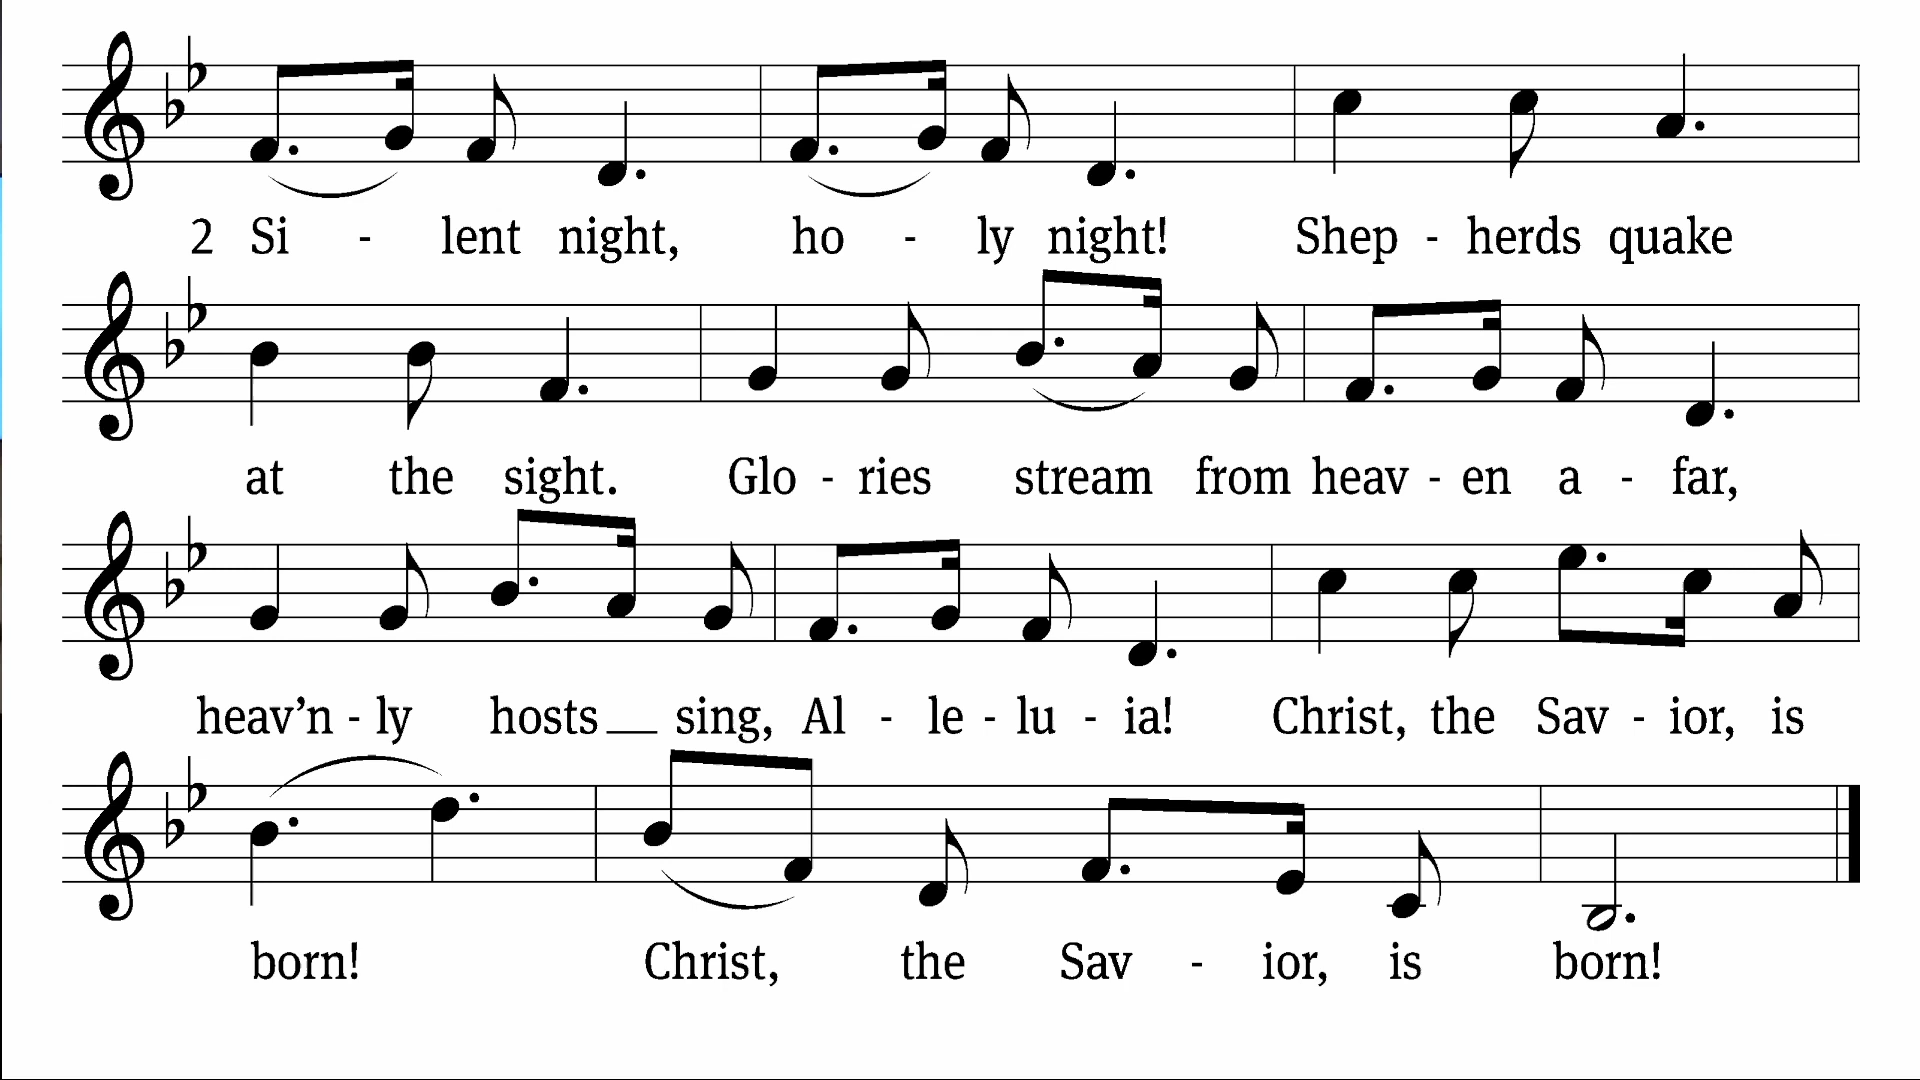 2 Si - lent night, ho - ly night! Shep - herds quake
at the sight. Glo - ries stream from heav - en a - far,
heav’n - ly hosts __ sing, Al - le - lu - ia! Christ, the Sav - ior, is
born! Christ, the Sav - ior, is born!